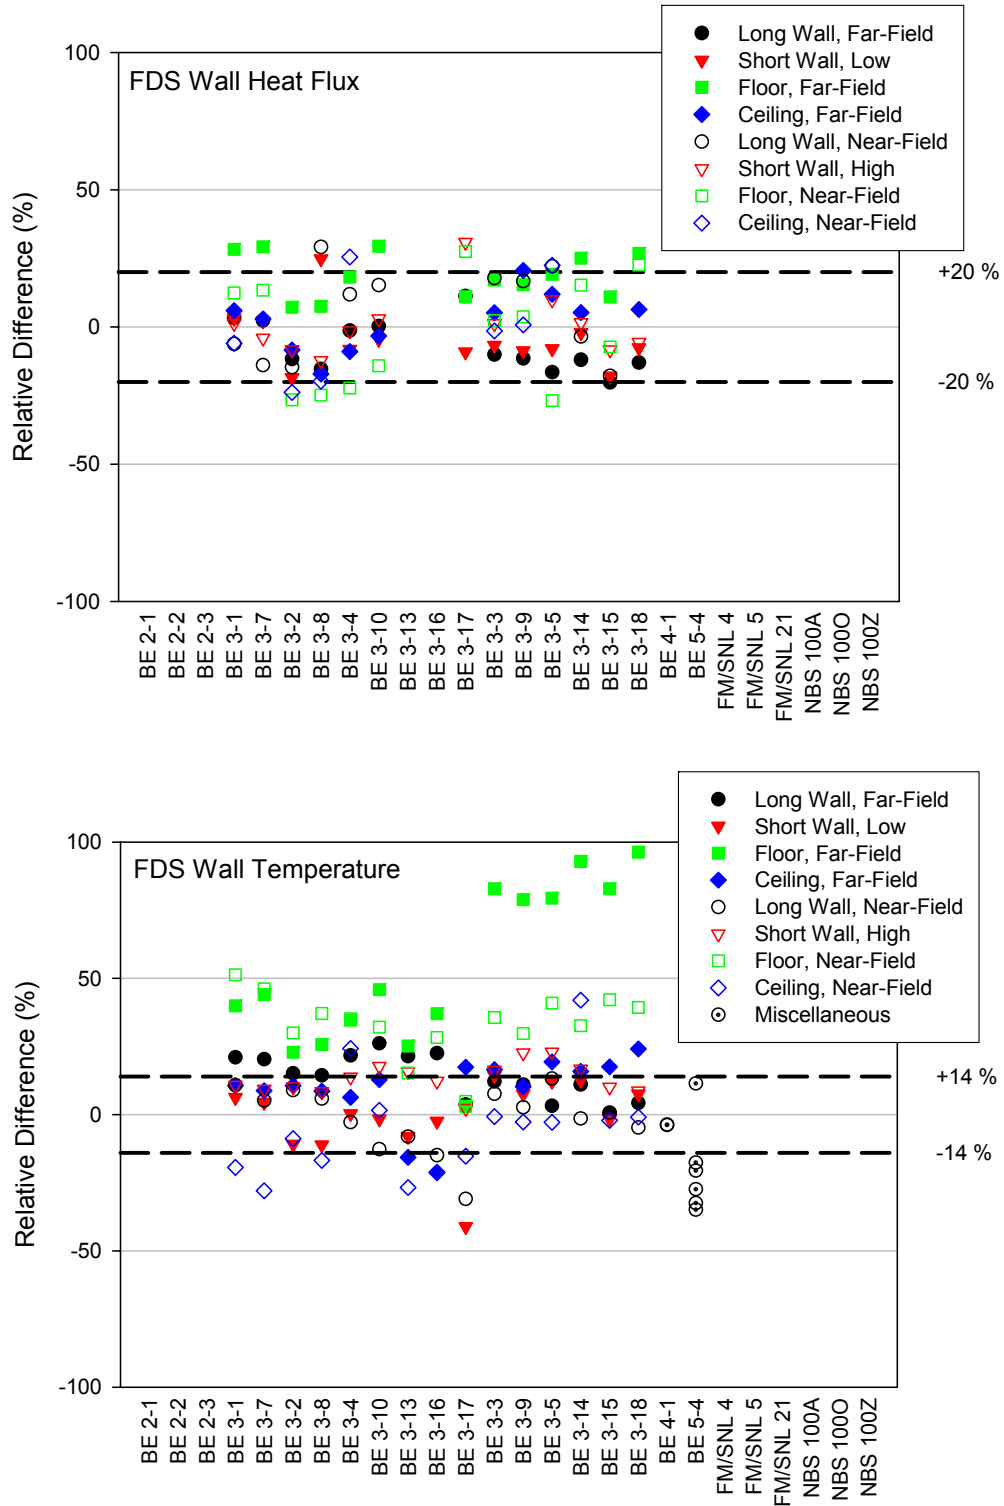 Long Wall, Far-Field
Short Wall, Low
Floor, Far-Field
Ceiling, Far-Field
Long Wall, Near-Field
Short Wall, High
Floor, Near-Field
Ceiling, Near-Field
FDS Wall Heat Flux
Relative Difference (%)
100
50
0
-50
-100
+20 %
-20 %
BE 2-1
BE 2-2
BE 2-3
BE 3-1
BE 3-7
BE 3-2
BE 3-8
BE 3-4
BE 3-10
BE 3-13
BE 3-16
BE 3-17
BE 3-3
BE 3-9
BE 3-5
BE 3-14
BE 3-15
BE 3-18
BE 4-1
BE 5-4
FM/SNL 4
FM/SNL 5
FM/SNL 21
NBS 100A
NBS 100O
NBS 100Z
Long Wall, Far-Field
Short Wall, Low
Floor, Far-Field
Ceiling, Far-Field
Long Wall, Near-Field
Short Wall, High
Floor, Near-Field
Ceiling, Near-Field
Miscellaneous
FDS Wall Temperature
Relative Difference (%)
100
50
0
-50
-100
+14 %
-14 %
BE 2-1
BE 2-2
BE 2-3
BE 3-1
BE 3-7
BE 3-2
BE 3-8
BE 3-4
BE 3-10
BE 3-13
BE 3-16
BE 3-17
BE 3-3
BE 3-9
BE 3-5
BE 3-14
BE 3-15
BE 3-18
BE 4-1
BE 5-4
FM/SNL 4
FM/SNL 5
FM/SNL 21
NBS 100A
NBS 100O
NBS 100Z